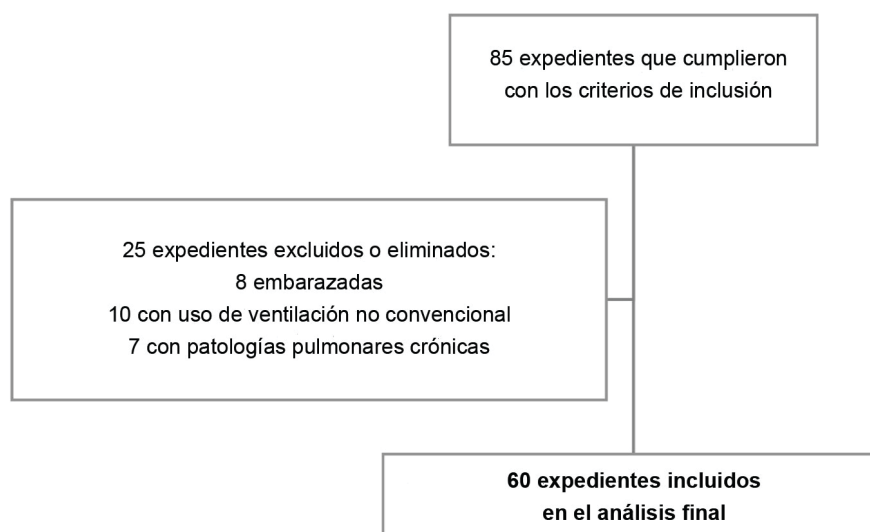 85 expedientes que cumplieron
con los criterios de inclusión
25 expedientes excluidos o eliminados:
8 embarazadas
10 con uso de ventilación no convencional
7 con patologías pulmonares crónicas
60 expedientes incluidos
en el análisis final